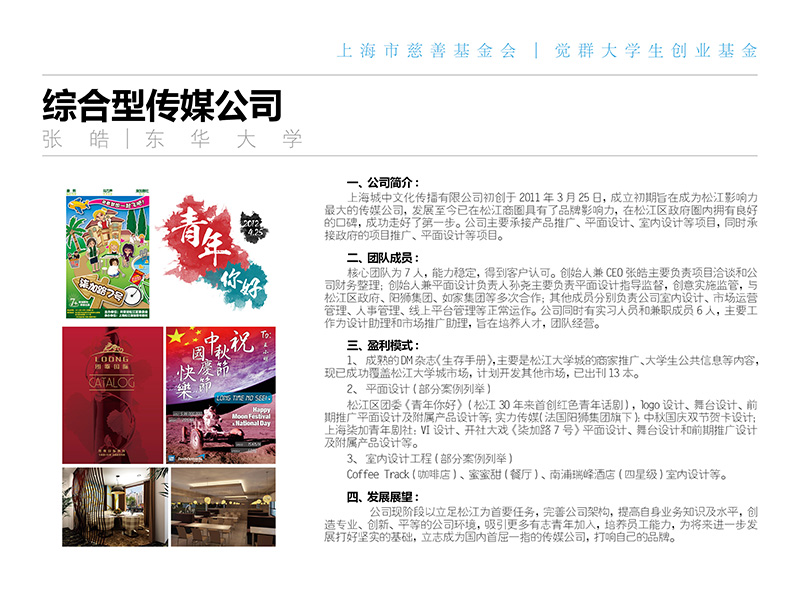 上海市慈善基金会 | 觉群大学生创业基金
综合型传媒公司
张 皓 | 东 华 大 学
青年
你好
2012
4.25
柒加路7号
LOONG
CATALOG
祝
中秋節
國慶節
快樂
To:
LONG TIME NO SEE!
Happy
Moon Festival
& National Day
一、公司简介：
上海城中文化传播有限公司初创于 2011 年 3 月 25 日，成立初期旨在成为松江影响力
最大的传媒公司，发展至今已在松江商圈具有了品牌影响力，在松江区政府圈内拥有良好
的口碑，成功走好了第一步。公司主要承接产品推广、平面设计、室内设计等项目，同时承
接政府的项目推广、平面设计等项目。
二、团队成员：
核心团队为 7 人，能力稳定，得到客户认可。创始人兼 CEO 张皓主要负责项目洽谈和公
司财务整理；创始人兼平面设计负责人孙尧主要负责平面设计指导监督，创意实施监管，与
松江区政府、阳狮集团、如家集团等多次合作；其他成员分别负责公司室内设计、市场运营
管理、人事管理、线上平台管理等正常运作。公司同时有实习人员和兼职成员 6 人，主要工
作为设计助理和市场推广助理，旨在培养人才，团队经营。
三、盈利模式：
1、 成熟的DM杂志《生存手册》，主要是松江大学城的商家推广、大学生公共信息等内容，
现已成功覆盖松江大学城市场，计划开发其他市场，已出刊 13 本。
2、 平面设计（部分案例列举）
松江区团委《青年你好》（松江 30 年来首创红色青年话剧），logo 设计、舞台设计、前
期推广平面设计及附属产品设计等；实力传媒（法国阳狮集团旗下）：中秋国庆双节贺卡设计；
上海柒加青年剧社：VI 设计、开社大戏《柒加路 7 号》平面设计、舞台设计和前期推广设计
及附属产品设计等。
3、 室内设计工程（部分案例列举）
Coffee Track（咖啡店）、蜜蜜甜（餐厅）、南浦瑞峰酒店（四星级）室内设计等。
四、发展展望：
公司现阶段以立足松江为首要任务，完善公司架构，提高自身业务知识及水平，创
造专业、创新、平等的公司环境，吸引更多有志青年加入，培养员工能力，为将来进一步发
展打好坚实的基础，立志成为国内首屈一指的传媒公司，打响自己的品牌。